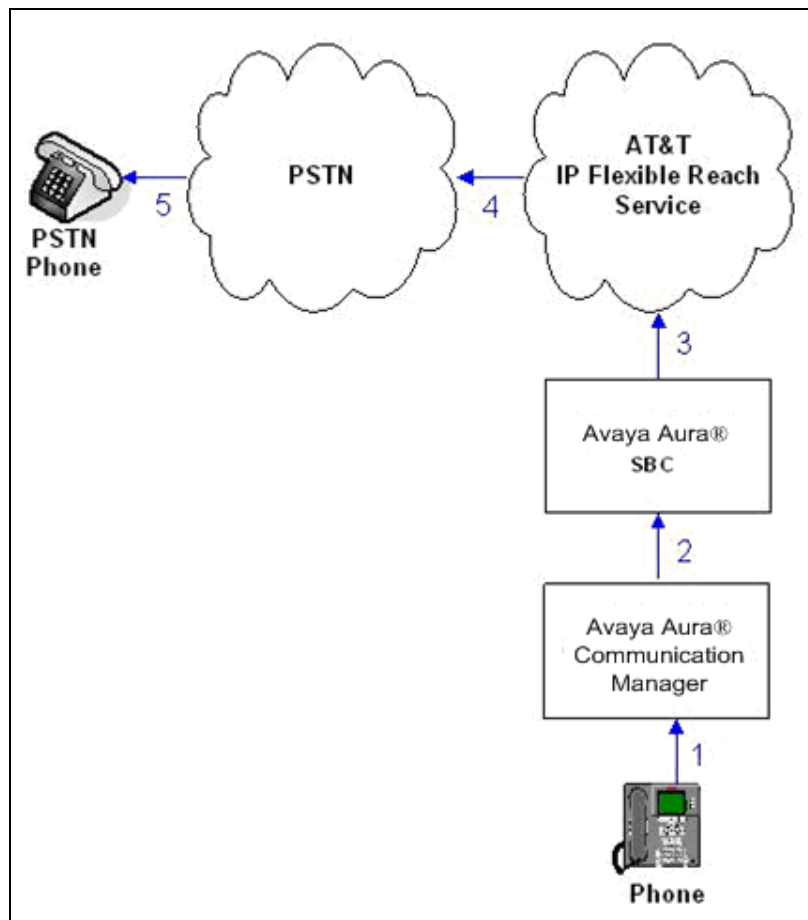 PSTN
AT&T
IP Flexible Reach
Service
5
4
PSTN
Phone
3
Avaya Aura®
SBC
2
Avaya Aura®
Communication
Manager
1
Phone